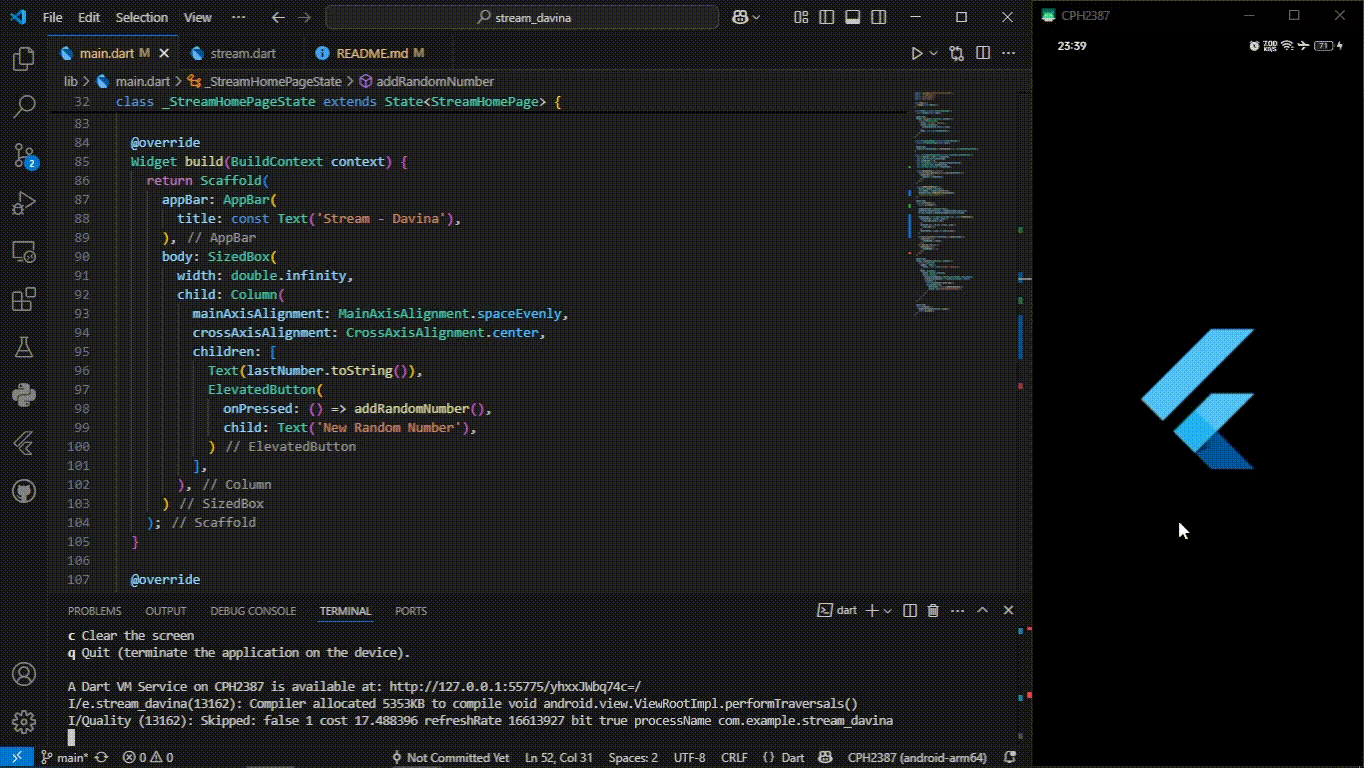 File Edit Selection View ··· stream_davina
main.dart M stream.dart README.md M
lib > main.dart > _StreamHomePageState > addRandomNumber
32 class _StreamHomePageState extends State<StreamHomePage> {
83
84 @override
85 Widget build(BuildContext context) {
86 return Scaffold(
87 appBar: AppBar(
88 title: const Text('Stream - Davina'),
89 ), // AppBar
90 body: SizedBox(
91 width: double.infinity,
92 child: Column(
93 mainAxisAlignment: MainAxisAlignment.spaceEvenly,
94 crossAxisAlignment: CrossAxisAlignment.center,
95 children: [
96 Text(lastNumber.toString()),
97 ElevatedButton(
98 onPressed: () => addRandomNumber(),
99 child: Text('New Random Number'),
100 ) // ElevatedButton
101 ],
102 ), // Column
103 ) // SizedBox
104 ); // Scaffold
105 }
106
107 @override
2
PROBLEMS OUTPUT DEBUG CONSOLE TERMINAL PORTS dart
c Clear the screen
q Quit (terminate the application on the device).
A Dart VM Service on CPH2387 is available at: http://127.0.0.1:55775/yhxxJWbq74c=/
I/e.stream_davina(13162): Compiler allocated 5353KB to compile void android.view.ViewRootImpl.performTraversals()
I/Quality (13162): Skipped: false 1 cost 17.488396 refreshRate 16613927 bit true processName com.example.stream_davina
main* 0 0 Not Committed Yet Ln 52, Col 31 Spaces: 2 UTF-8 CRLF {} Dart CPH2387 (android-arm64)
CPH2387
23:39 71